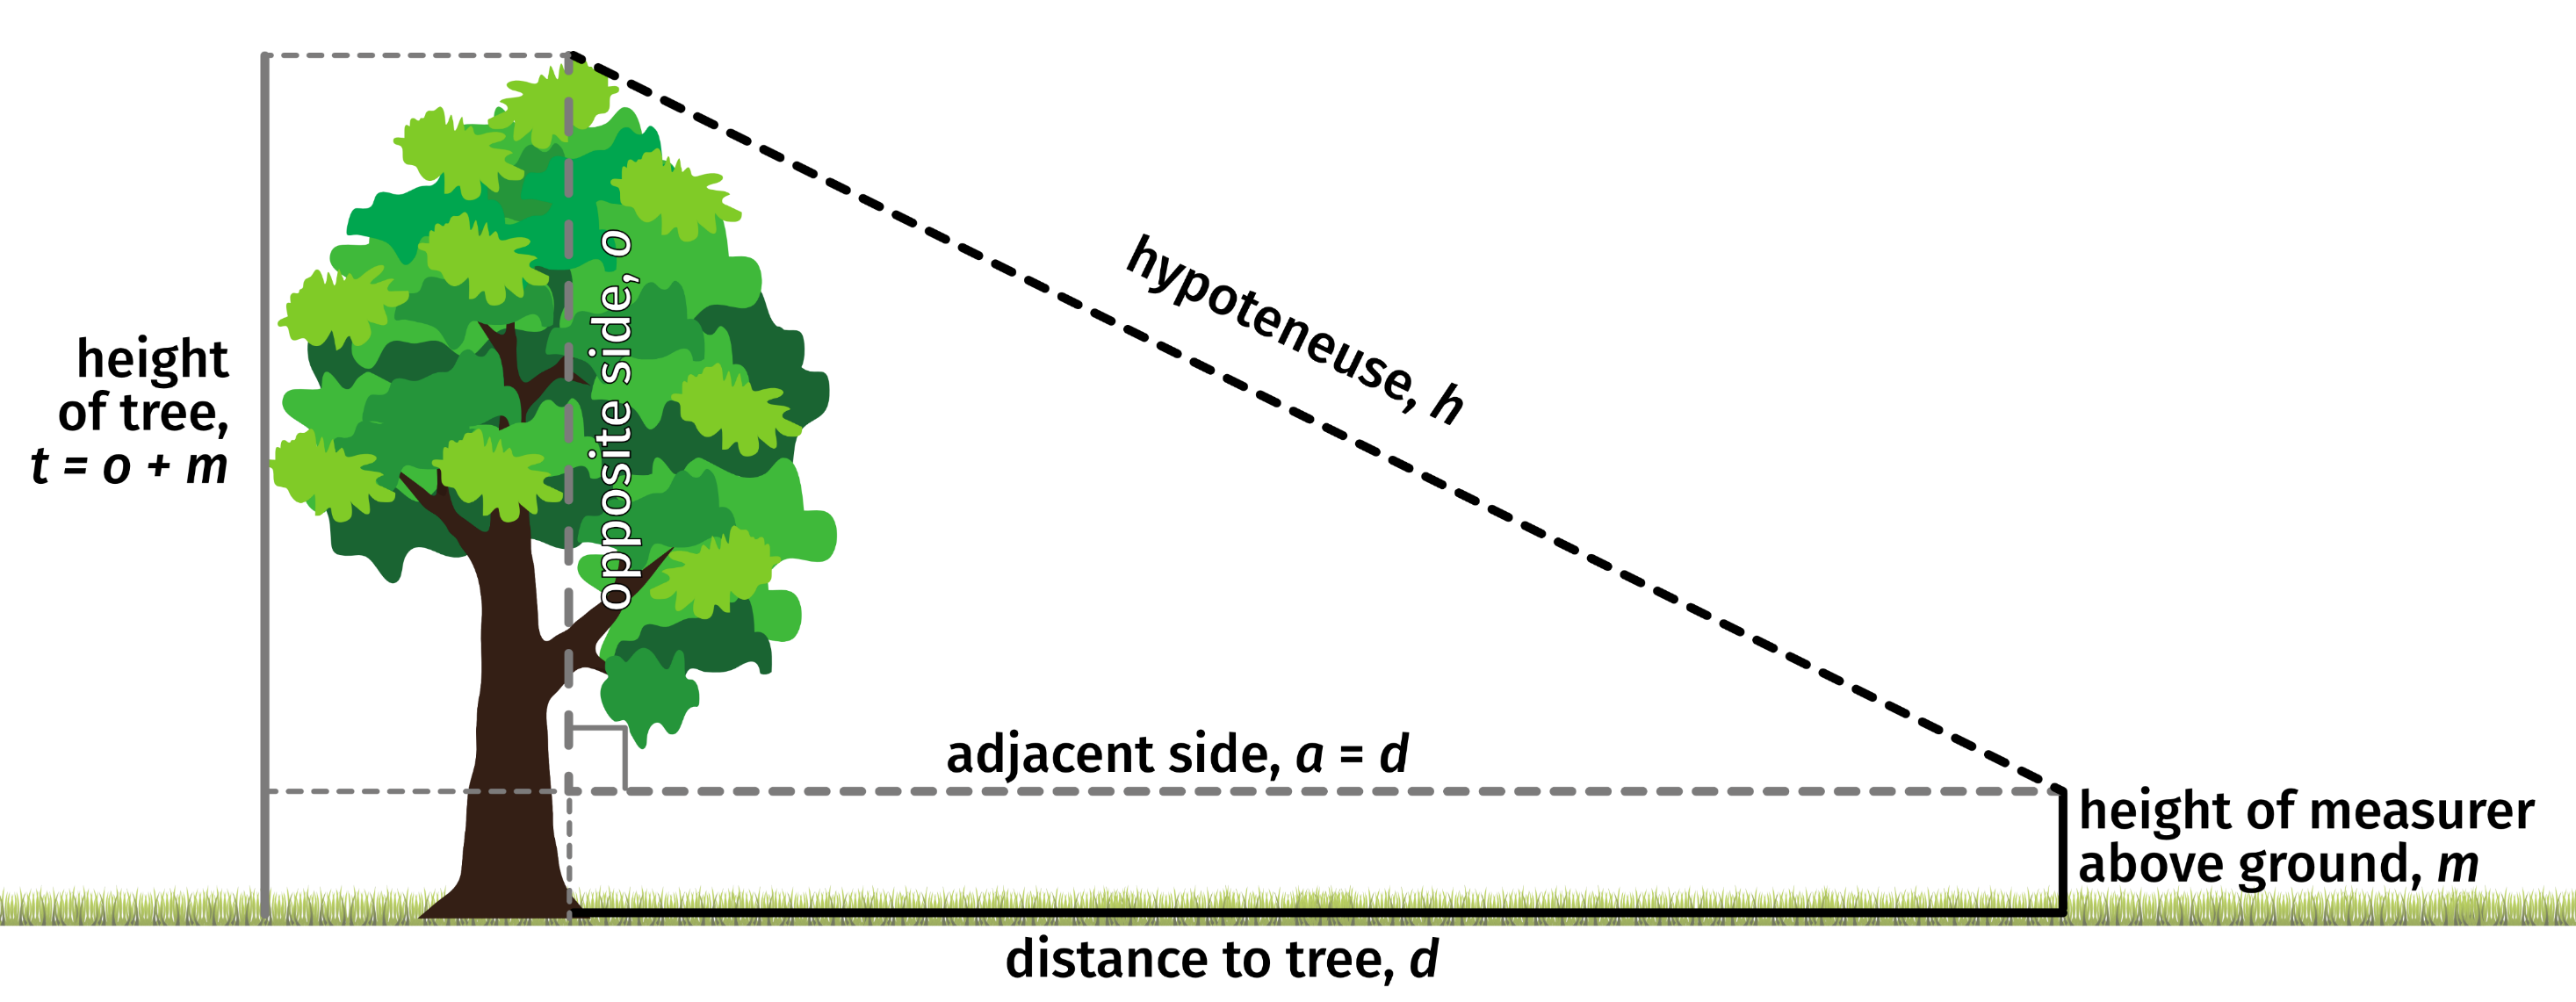 height
of tree,
t = o + m
opposite side, o
hypoteneuse, h
adjacent side, a = d
height of measurer
above ground, m
distance to tree, d